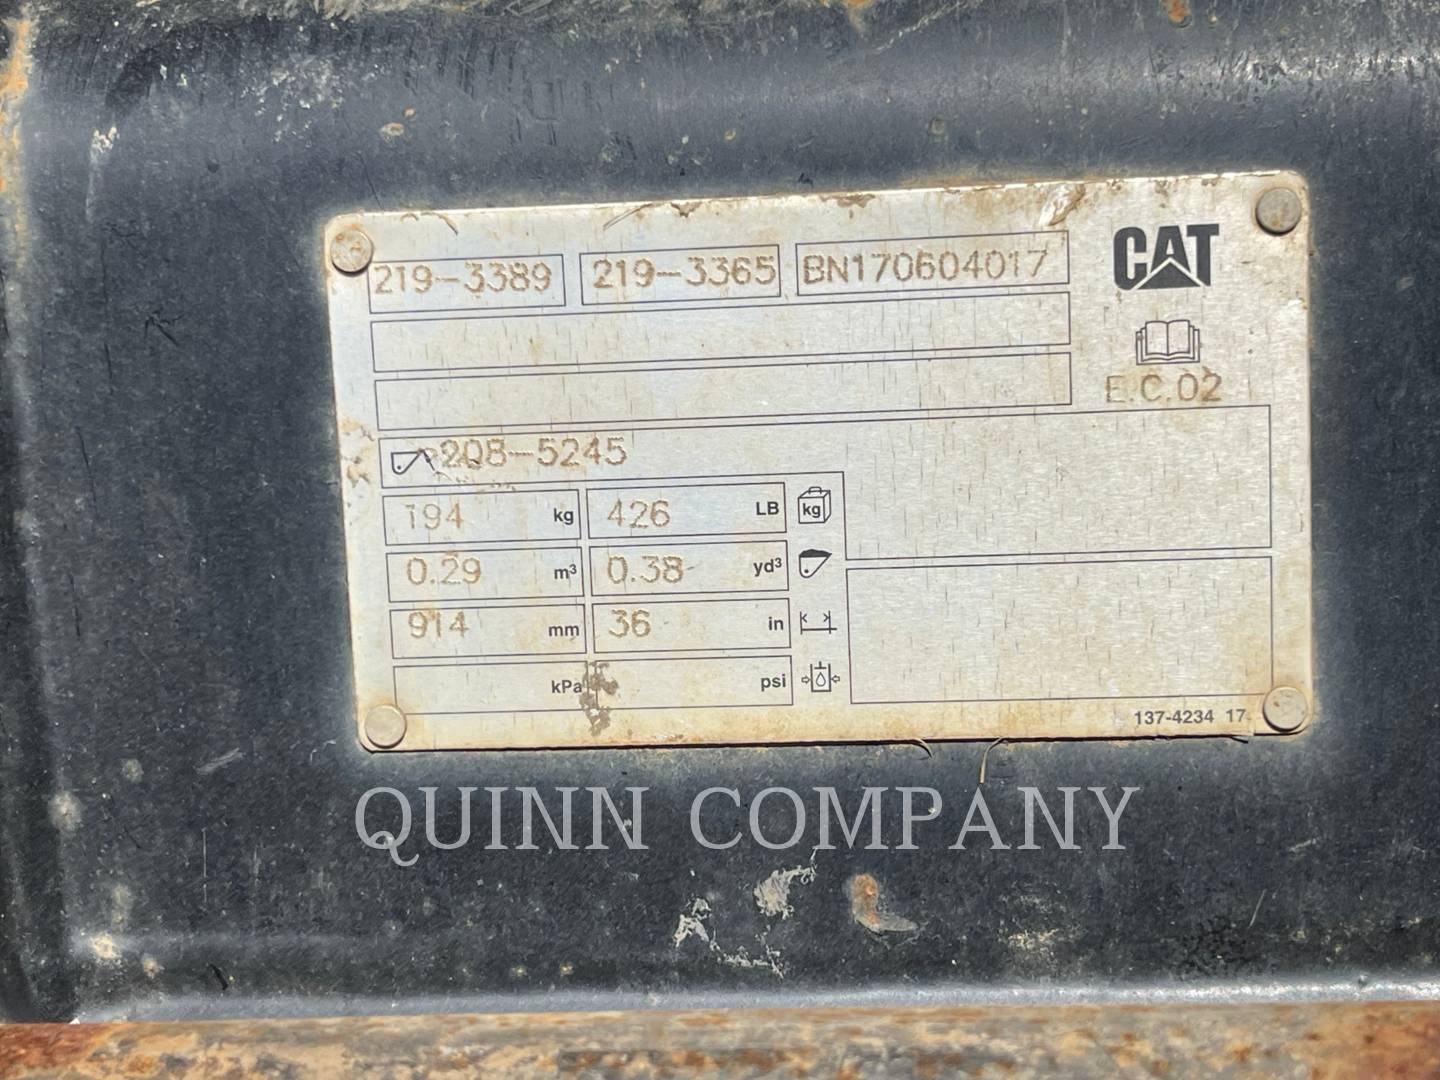 219-3389 219-3365 BN170604017 CAT
E.C.02
208-5245
194 kg 426 LB kg
0.29 m³ 0.38 yd³
914 mm 36 in
kPa psi
137-4234 17
QUINN COMPANY